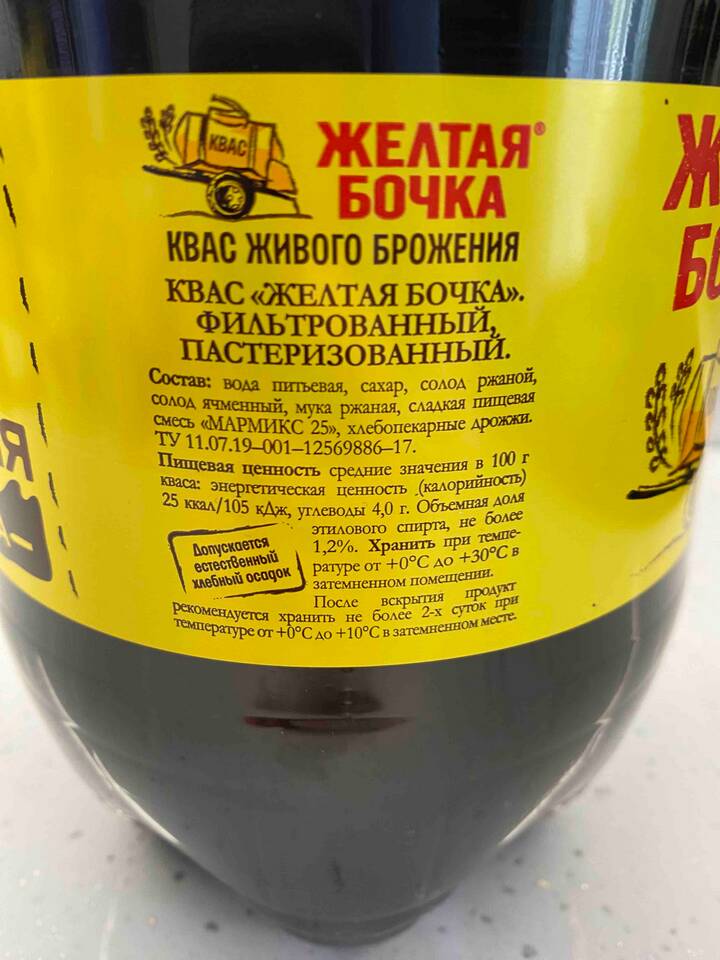 КВАС
ЖЕЛТАЯ®
БОЧКА
КВАС ЖИВОГО БРОЖЕНИЯ
КВАС «ЖЕЛТАЯ БОЧКА».
ФИЛЬТРОВАННЫЙ,
ПАСТЕРИЗОВАННЫЙ.
Состав: вода питьевая, сахар, солод ржаной,
солод ячменный, мука ржаная, сладкая пищевая
смесь «МАРМИКС 25», хлебопекарные дрожжи.
ТУ 11.07.19–001–12569886–17.
Пищевая ценность средние значения в 100 г
кваса: энергетическая ценность (калорийность)
25 ккал/105 кДж, углеводы 4,0 г. Объемная доля
этилового спирта, не более
1,2%. Хранить при темпе-
ратуре от +0°С до +30°С в
затемненном помещении.
Допускается
естественный
хлебный осадок
После вскрытия продукт
рекомендуется хранить не более 2-х суток при
температуре от +0°С до +10°С в затемненном месте.